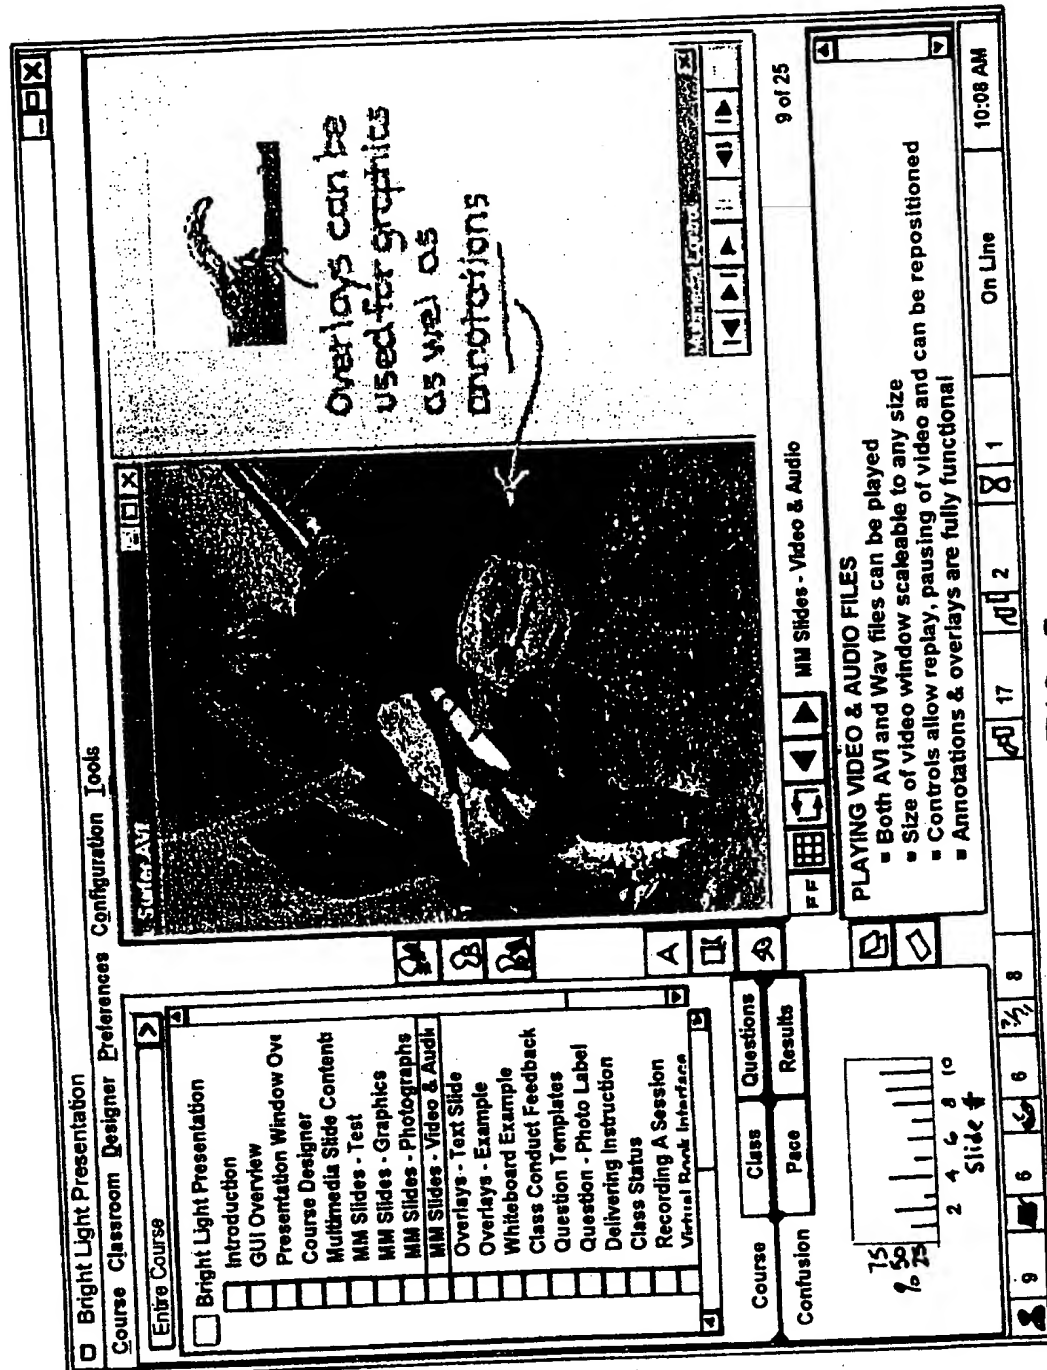 Bright Light Presentation
Course Classroom Designer Preferences Configuration Tools
Entire Course
Bright Light Presentation
Introduction
GUI Overview
Presentation Window Ove
Course Designer
Multimedia Slide Contents
MM Slides - Test
MM Slides - Graphics
MM Slides - Photographs
MM Slides - Video & Audio
Overlays - Text Slide
Overlays - Example
Whiteboard Example
Class Conduct Feedback
Question Templates
Question - Photo Label
Delivering Instruction
Class Status
Recording A Session
Virtual Book Interface
Course Class Questions
Confusion Pace Results
75
% 50
25
2 4 6 8 10
Slide #
Surfer.AVI
Overlays can be
used for graphics
as wel as
annotations
A
FF
MM Slides - Video & Audio
9 of 25
PLAYING VIDEO & AUDIO FILES
▪ Both AVI and Wav files can be played
▪ Size of video window scaleable to any size
▪ Controls allow replay, pausing of video and can be repositioned
▪ Annotations & overlays are fully functional
9 6 6 8 17 2 1 On Line 10:08 AM